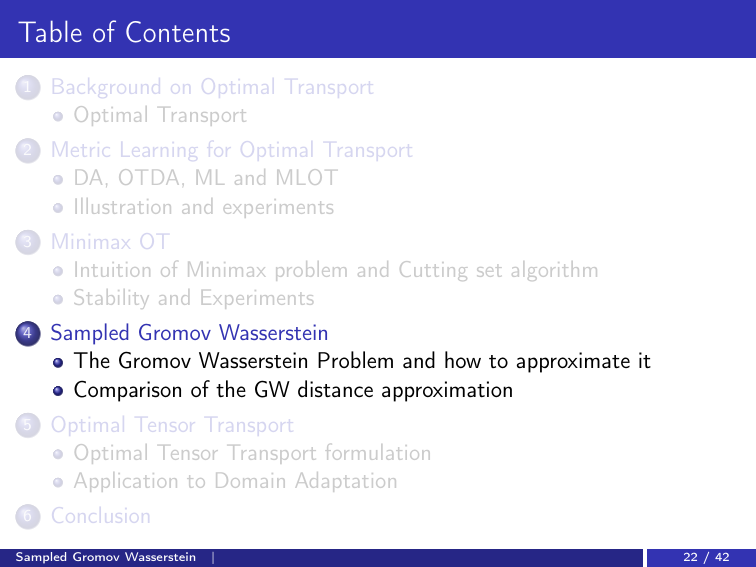 Table of Contents
1 Background on Optimal Transport
Optimal Transport
2 Metric Learning for Optimal Transport
DA, OTDA, ML and MLOT
Illustration and experiments
3 Minimax OT
Intuition of Minimax problem and Cutting set algorithm
Stability and Experiments
4 Sampled Gromov Wasserstein
The Gromov Wasserstein Problem and how to approximate it
Comparison of the GW distance approximation
5 Optimal Tensor Transport
Optimal Tensor Transport formulation
Application to Domain Adaptation
6 Conclusion
Sampled Gromov Wasserstein | 22 / 42